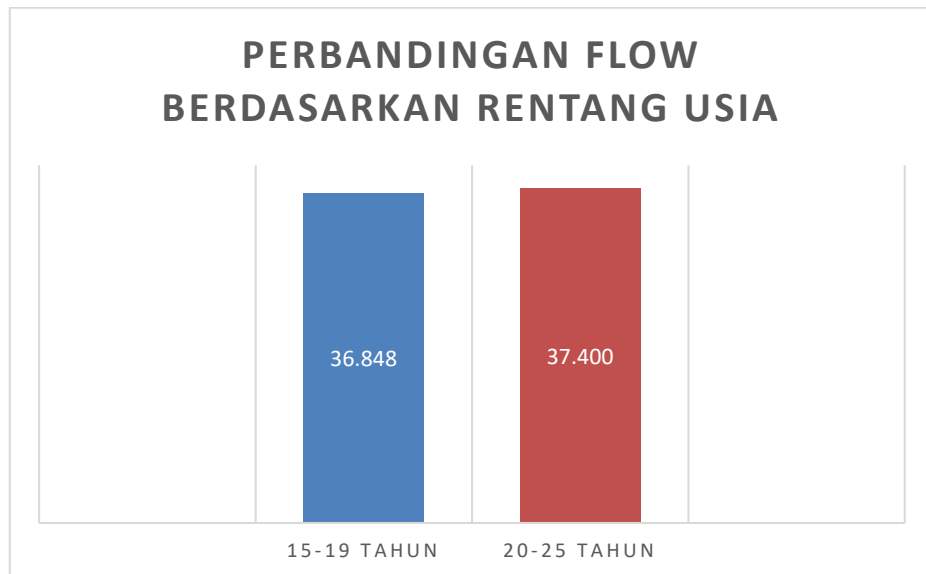 PERBANDINGAN FLOW
BERDASARKAN RENTANG USIA
36.848
37.400
15-19 TAHUN
20-25 TAHUN